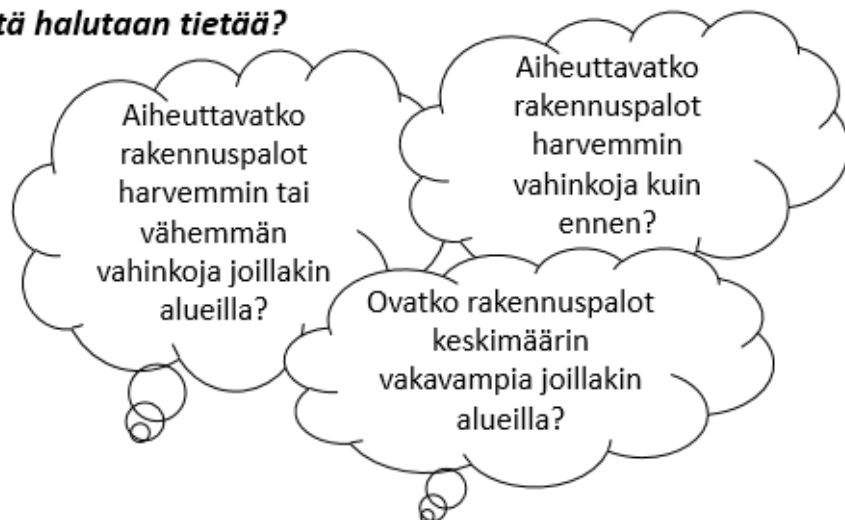 tä halutaan tietää?
Aiheuttavatko
rakennuspalot
harvemmin tai
vähemmän
vahinkoja joillakin
alueilla?
Aiheuttavatko
rakennuspalot
harvemmin
vahinkoja kuin
ennen?
Ovatko rakennuspalot
keskimäärin
vakavampia joillakin
alueilla?